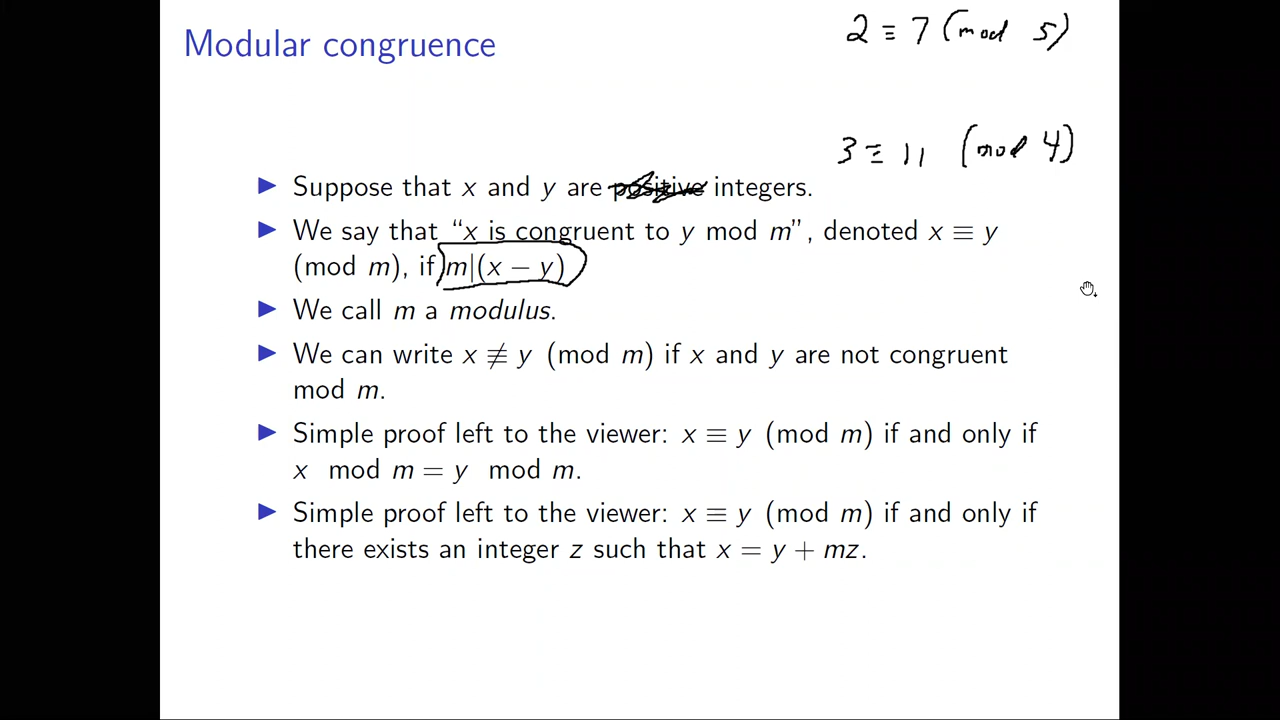 Modular congruence
2 ≡ 7 (mod 5)
3 ≡ 11 (mod 4)
▶ Suppose that x and y are positive integers.
▶ We say that “x is congruent to y mod m”, denoted x ≡ y
(mod m), if m|(x − y)
▶ We call m a modulus.
▶ We can write x ≢ y (mod m) if x and y are not congruent
mod m.
▶ Simple proof left to the viewer: x ≡ y (mod m) if and only if
x mod m = y mod m.
▶ Simple proof left to the viewer: x ≡ y (mod m) if and only if
there exists an integer z such that x = y + mz.